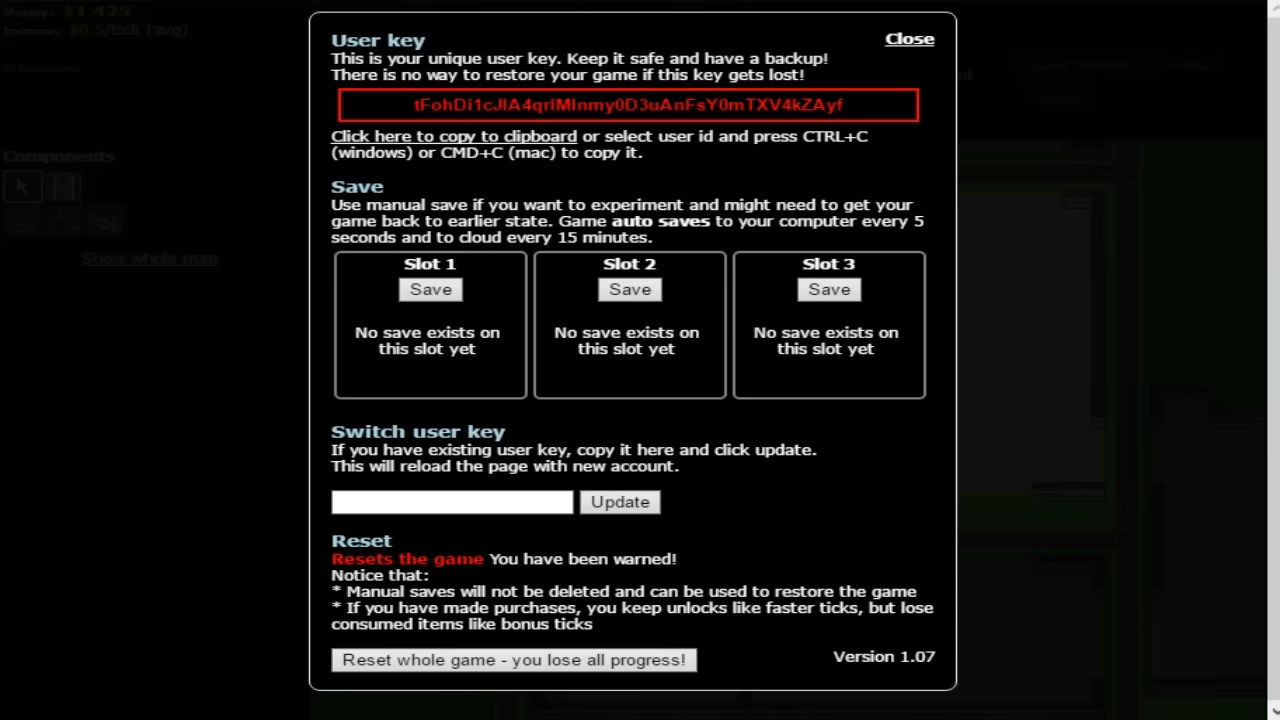 Money: $1 425
Income: $0.5/tick (avg)
Components
Show whole map
User key
Close
This is your unique user key. Keep it safe and have a backup!
There is no way to restore your game if this key gets lost!
tFohDi1cJIA4qrIMInmy0D3uAnFsY0mTXV4kZAyf
Click here to copy to clipboard or select user id and press CTRL+C
(windows) or CMD+C (mac) to copy it.
Save
Use manual save if you want to experiment and might need to get your
game back to earlier state. Game auto saves to your computer every 5
seconds and to cloud every 15 minutes.
Slot 1
Save
No save exists on
this slot yet
Slot 2
Save
No save exists on
this slot yet
Slot 3
Save
No save exists on
this slot yet
Switch user key
If you have existing user key, copy it here and click update.
This will reload the page with new account.
Update
Reset
Resets the game You have been warned!
Notice that:
* Manual saves will not be deleted and can be used to restore the game
* If you have made purchases, you keep unlocks like faster ticks, but lose
consumed items like bonus ticks
Reset whole game - you lose all progress!
Version 1.07